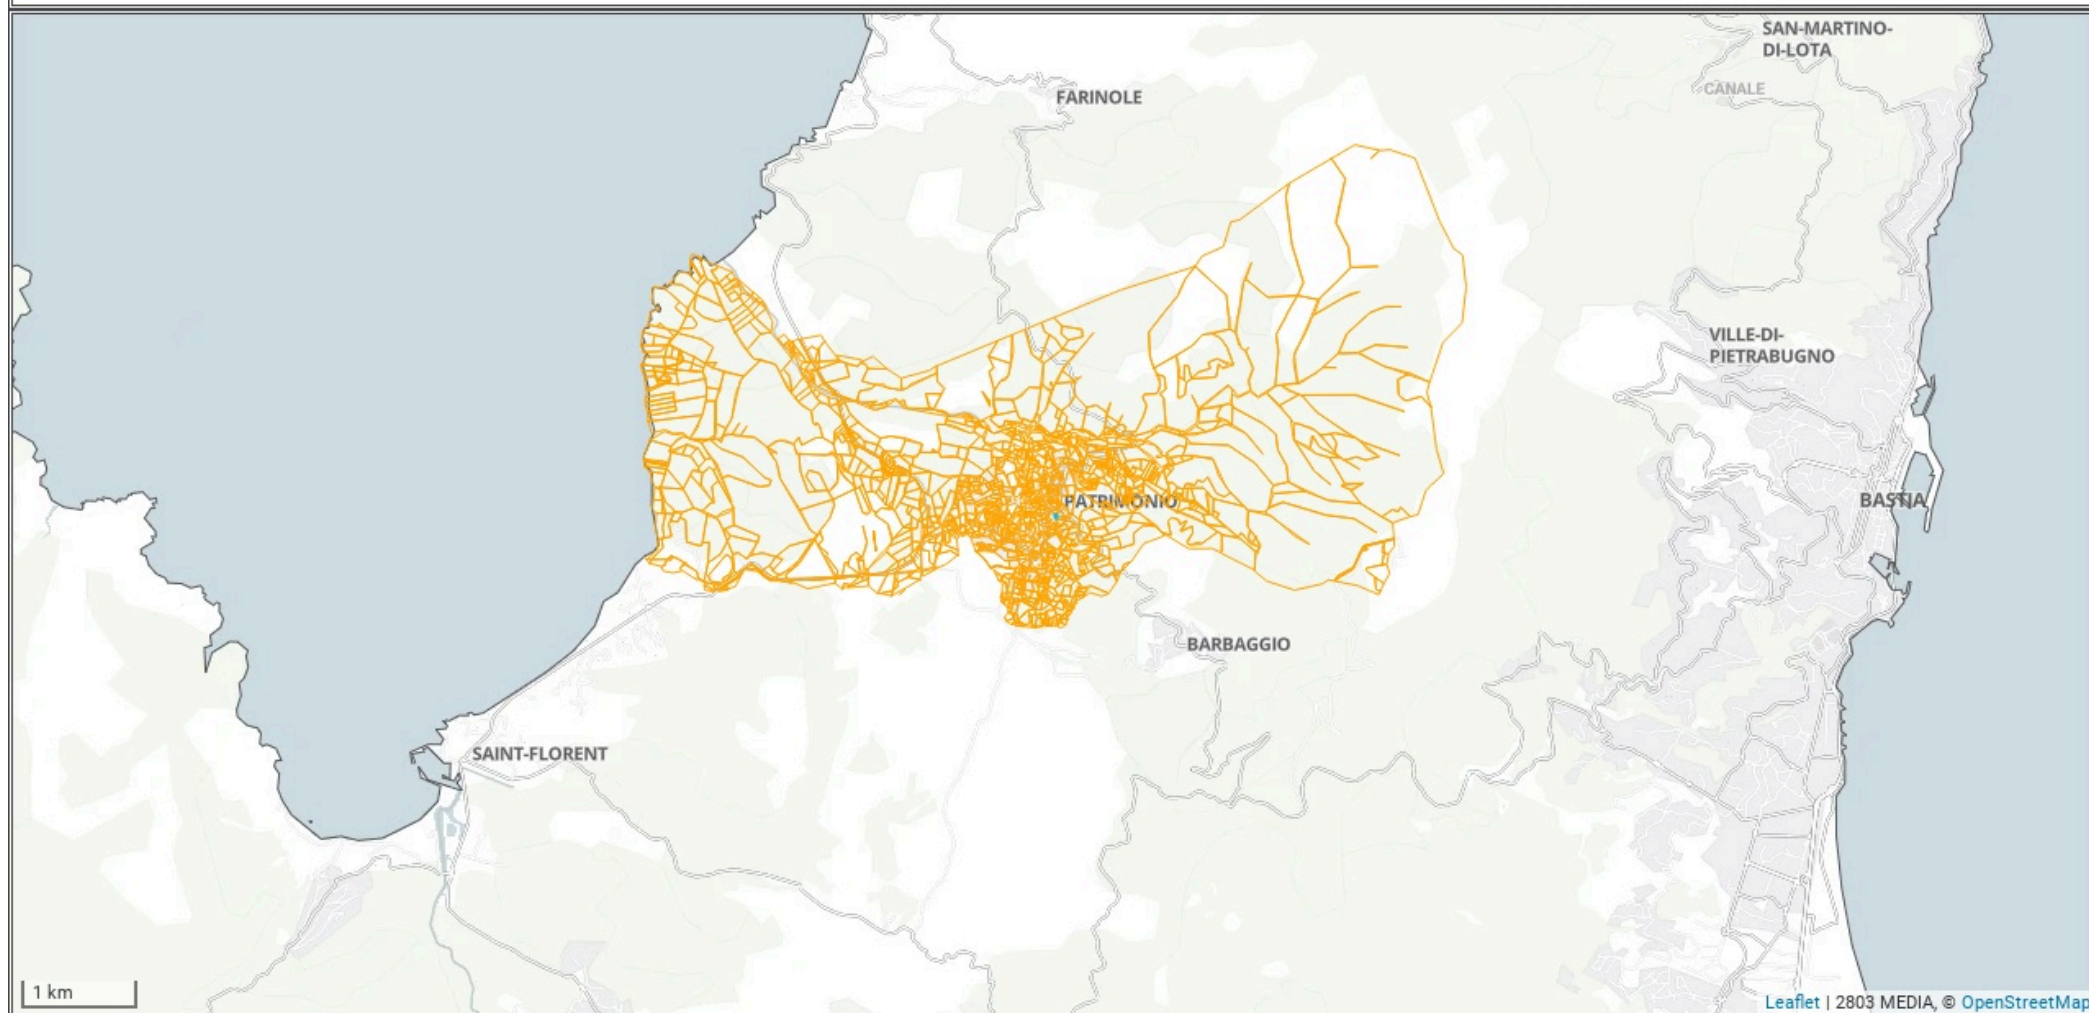 SAN-MARTINO-
DI-LOTA
CANALE
FARINOLE
VILLE-DI-
PIETRABUGNO
PATRIMONIO
BASTIA
BARBAGGIO
SAINT-FLORENT
1 km
Leaflet | 2803 MEDIA, © OpenStreetMap